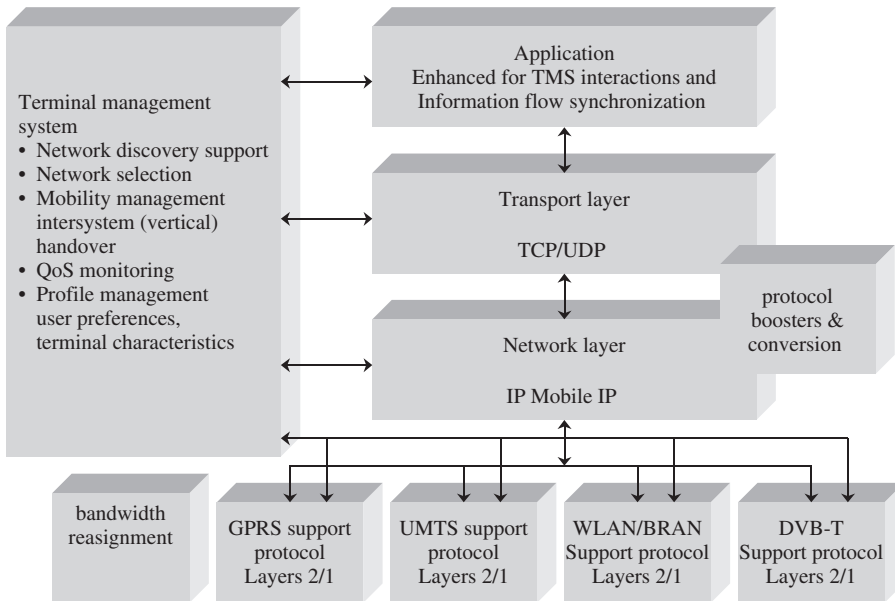 Application
Enhanced for TMS interactions and
Information flow synchronization
Terminal management
system
• Network discovery support
• Network selection
• Mobility management
intersystem (vertical)
handover
• QoS monitoring
• Profile management
user preferences,
terminal characteristics
Transport layer
TCP/UDP
protocol
boosters &
conversion
Network layer
IP Mobile IP
bandwidth
reasignment
GPRS support
protocol
Layers 2/1
UMTS support
protocol
Layers 2/1
WLAN/BRAN
Support protocol
Layers 2/1
DVB-T
Support protocol
Layers 2/1